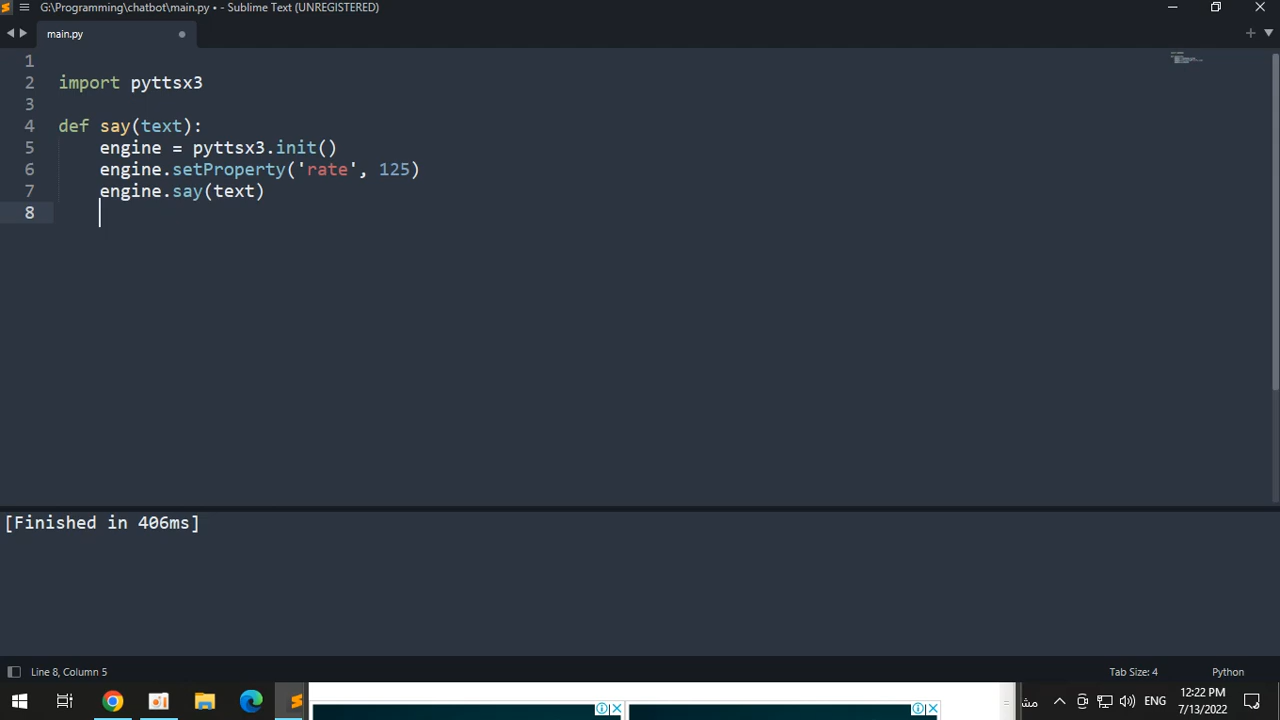 G:\Programming\chatbot\main.py • - Sublime Text (UNREGISTERED)
main.py
1
2 import pyttsx3
3
4 def say(text):
5     engine = pyttsx3.init()
6     engine.setProperty('rate', 125)
7     engine.say(text)
8
[Finished in 406ms]
Line 8, Column 5
Tab Size: 4
Python
ENG
12:22 PM
7/13/2022